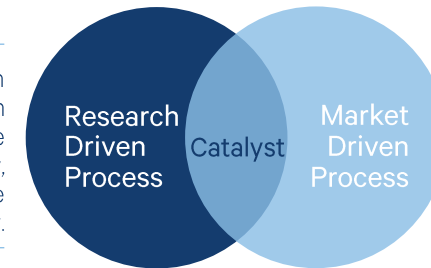 Research
Driven
Process
Catalyst
Market
Driven
Process